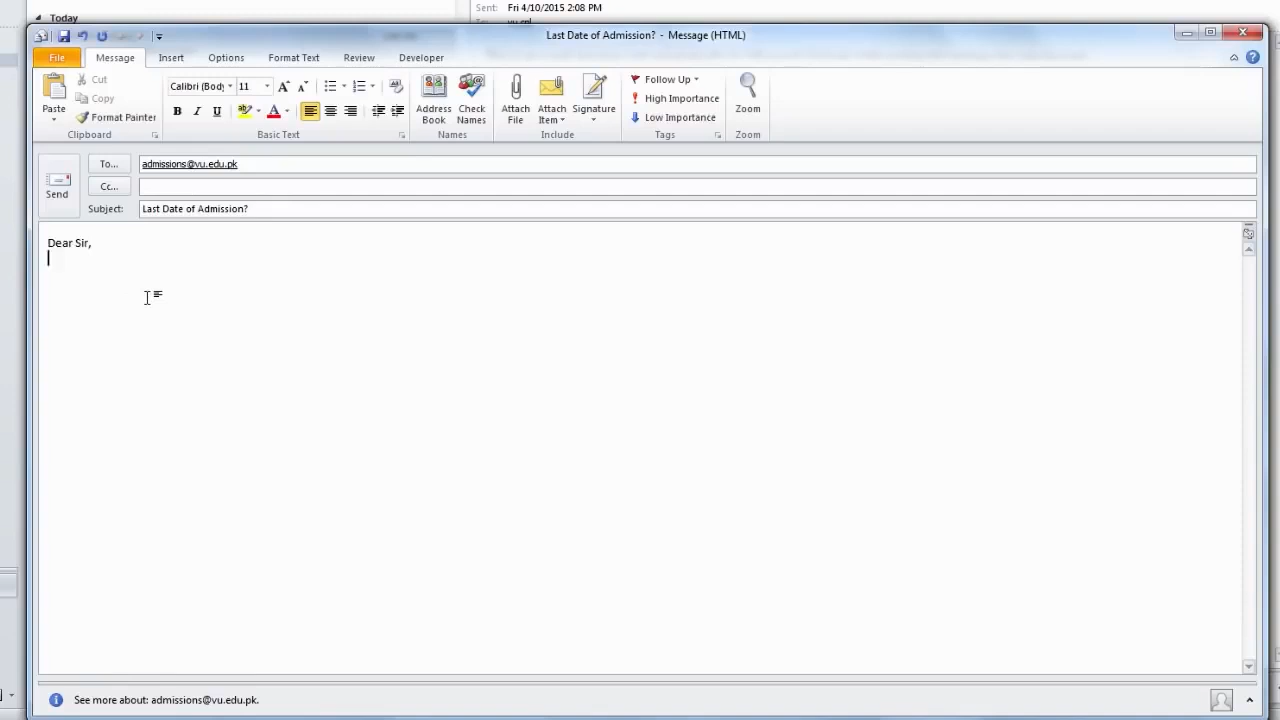 Today
Sent: Fri 4/10/2015 2:08 PM
Last Date of Admission? - Message (HTML)
File Message Insert Options Format Text Review Developer
Paste
Cut
Copy
Format Painter
Clipboard
Calibri (Body 11
B I U
Basic Text
Address Book
Check Names
Names
Attach File
Attach Item
Signature
Include
Follow Up
High Importance
Low Importance
Tags
Zoom
Zoom
Send
To... admissions@vu.edu.pk
Cc...
Subject: Last Date of Admission?
Dear Sir,
See more about: admissions@vu.edu.pk.